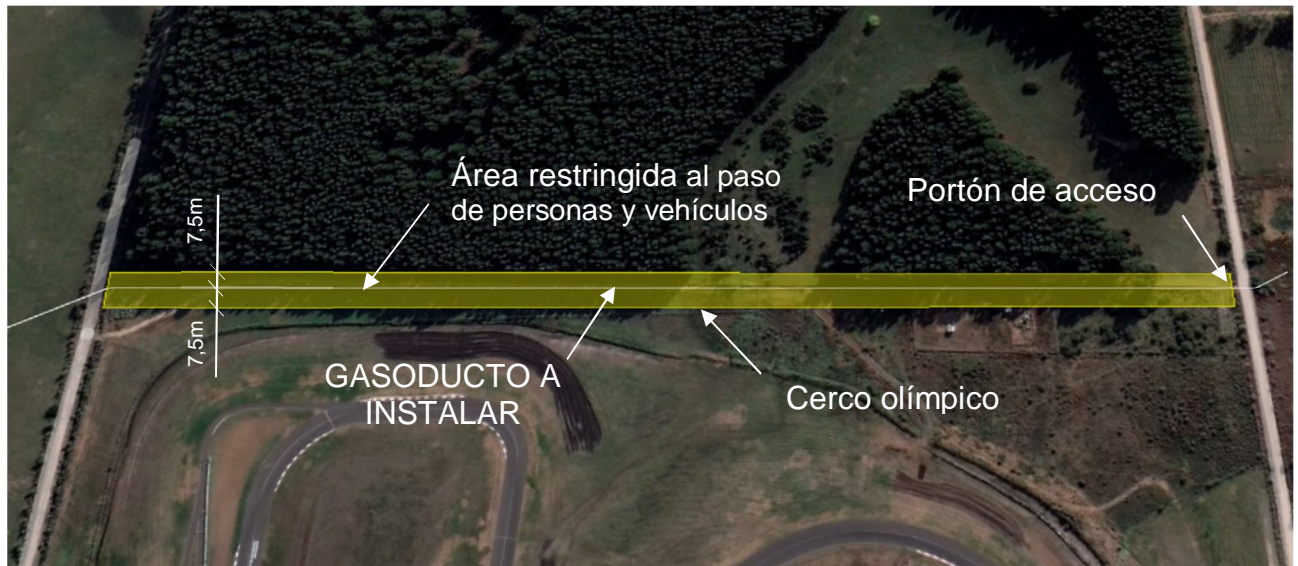 Área restringida al paso
de personas y vehículos
Portón de acceso
7,5m
7,5m
GASODUCTO A
INSTALAR
Cerco olímpico